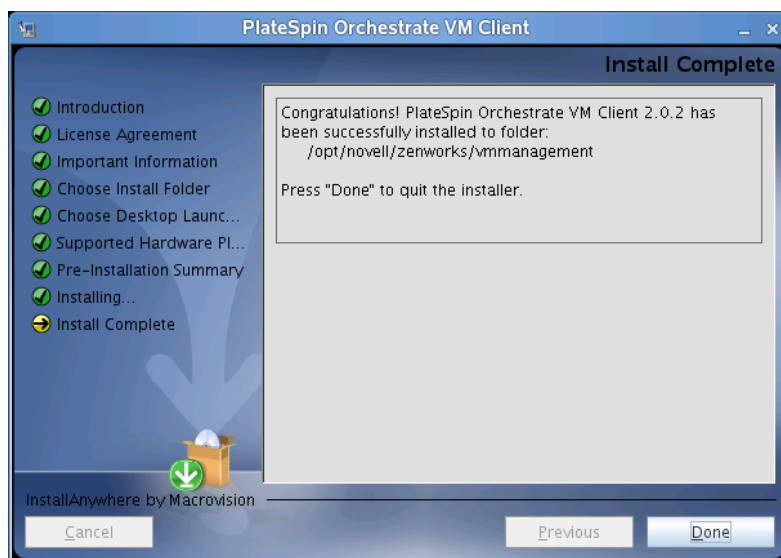 PlateSpin Orchestrate VM Client
Install Complete
Introduction
License Agreement
Important Information
Choose Install Folder
Choose Desktop Launc...
Supported Hardware Pl...
Pre-Installation Summary
Installing...
Install Complete
Congratulations! PlateSpin Orchestrate VM Client 2.0.2 has
been successfully installed to folder:
/opt/novell/zenworks/vmmanagement
Press "Done" to quit the installer.
InstallAnywhere by Macrovision
Cancel
Previous
Done